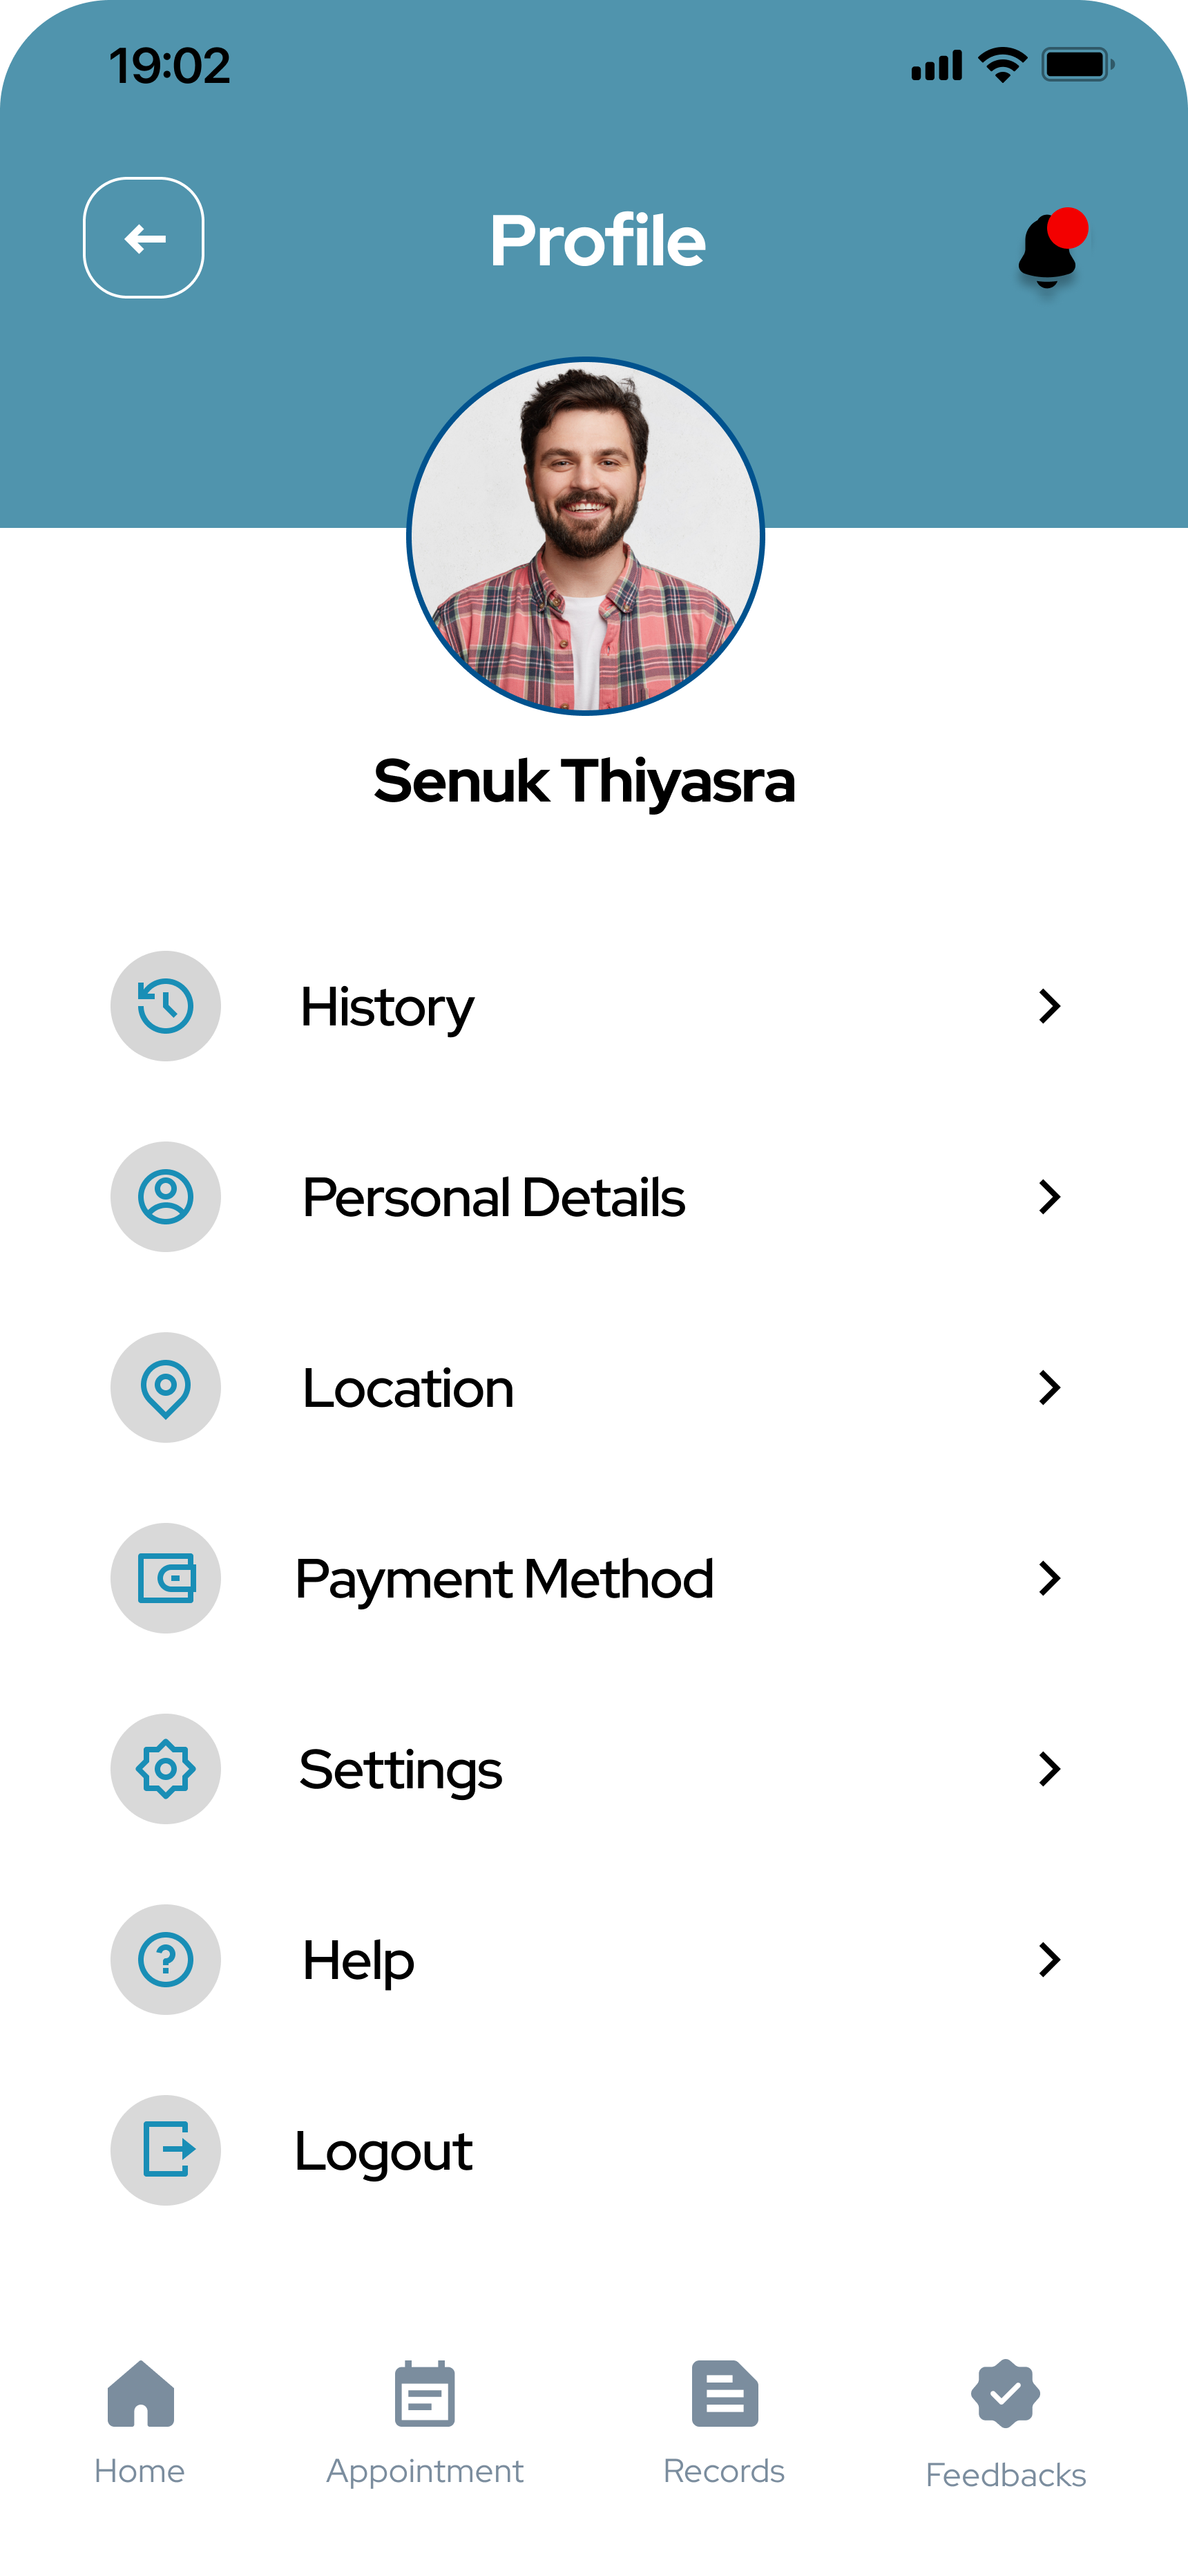 19:02
Profile
Senuk Thiyasra
History
Personal Details
Location
Payment Method
Settings
Help
Logout
Home
Appointment
Records
Feedbacks